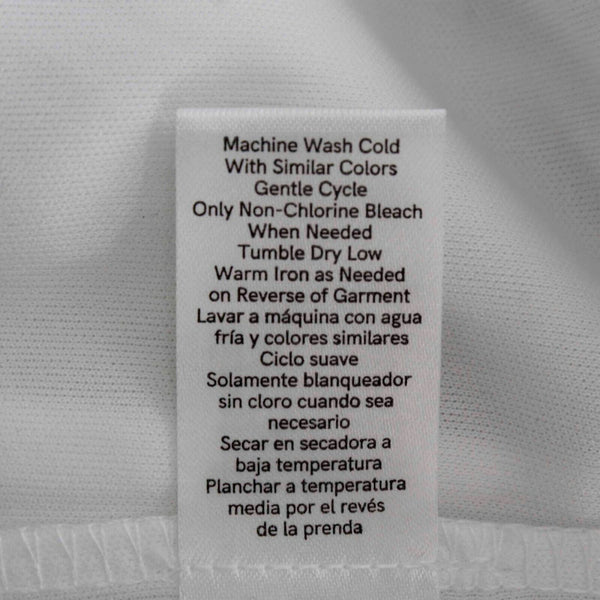 Machine Wash Cold
With Similar Colors
Gentle Cycle
Only Non-Chlorine Bleach
When Needed
Tumble Dry Low
Warm Iron as Needed
on Reverse of Garment
Lavar a máquina con agua
fría y colores similares
Ciclo suave
Solamente blanqueador
sin cloro cuando sea
necesario
Secar en secadora a
baja temperatura
Planchar a temperatura
media por el revés
de la prenda